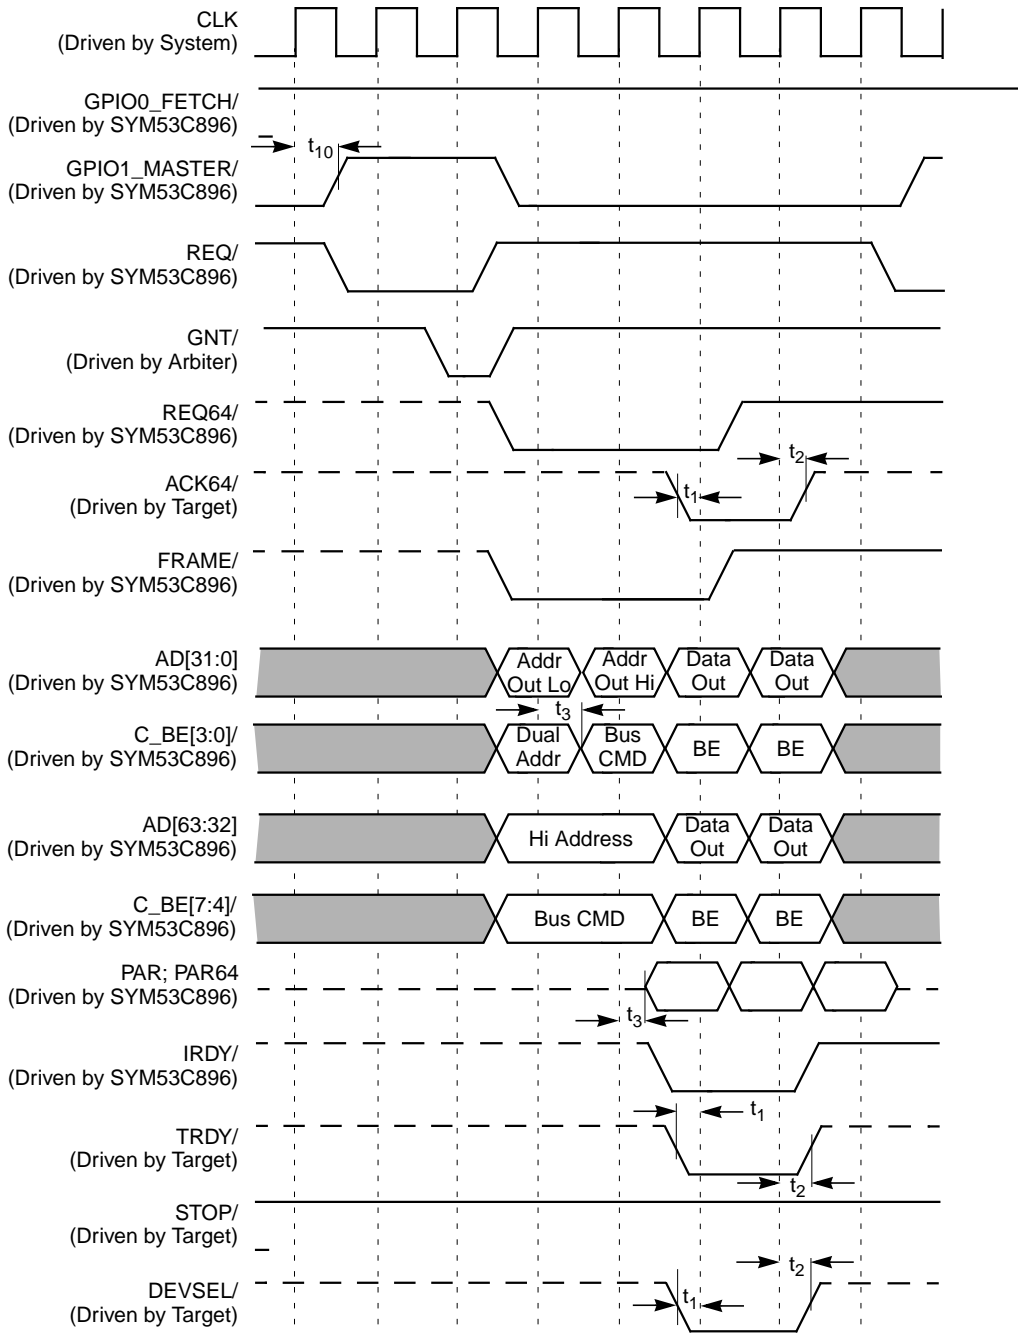 CLK
(Driven by System)
GPIO0_FETCH/
(Driven by SYM53C896)
t10
GPIO1_MASTER/
(Driven by SYM53C896)
REQ/
(Driven by SYM53C896)
GNT/
(Driven by Arbiter)
REQ64/
(Driven by SYM53C896)
t2
ACK64/
(Driven by Target)
t1
FRAME/
(Driven by SYM53C896)
AD[31:0]
(Driven by SYM53C896)
Addr
Out Lo
Addr
Out Hi
Data
Out
Data
Out
t3
C_BE[3:0]/
(Driven by SYM53C896)
Dual
Addr
Bus
CMD
BE
BE
AD[63:32]
(Driven by SYM53C896)
Hi Address
Data
Out
Data
Out
C_BE[7:4]/
(Driven by SYM53C896)
Bus CMD
BE
BE
PAR; PAR64
(Driven by SYM53C896)
t3
IRDY/
(Driven by SYM53C896)
t1
TRDY/
(Driven by Target)
t2
STOP/
(Driven by Target)
t2
DEVSEL/
(Driven by Target)
t1